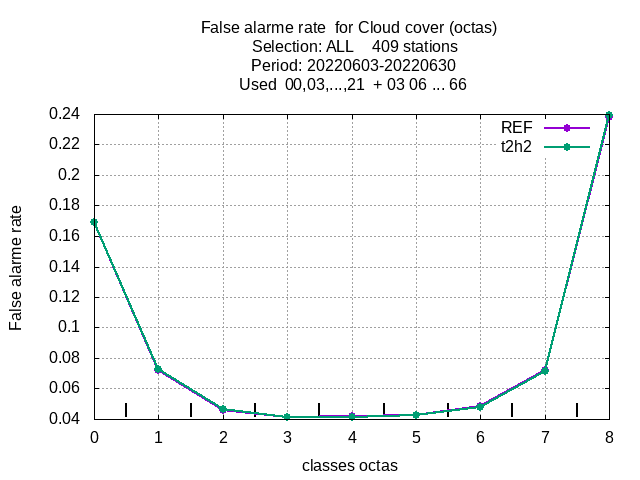 False alarme rate  for Cloud cover (octas)
Selection: ALL    409 stations
Period: 20220603-20220630
Used  00,03,...,21  + 03 06 ... 66
REF
t2h2
False alarme rate
0.24
0.22
0.2
0.18
0.16
0.14
0.12
0.1
0.08
0.06
0.04
0 1 2 3 4 5 6 7 8
classes octas